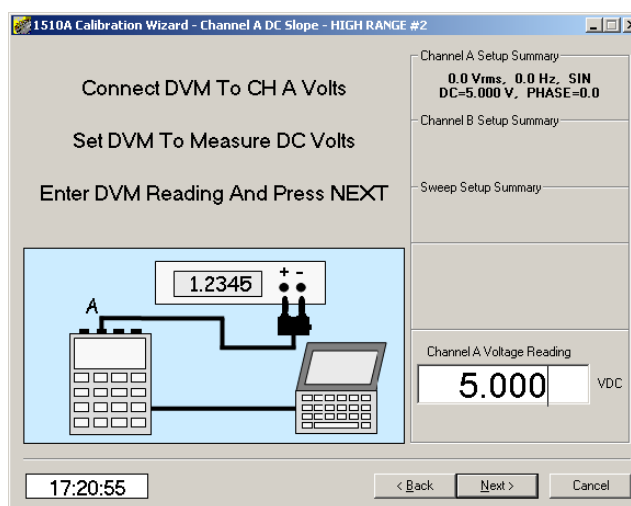 1510A Calibration Wizard - Channel A DC Slope - HIGH RANGE #2
Connect DVM To CH A Volts
Set DVM To Measure DC Volts
Enter DVM Reading And Press NEXT
Channel A Setup Summary
0.0 Vrms, 0.0 Hz, SIN
DC=5.000 V, PHASE=0.0
Channel B Setup Summary
Sweep Setup Summary
1.2345
+ -
A
Channel A Voltage Reading
5.000 VDC
17:20:55
< Back
Next >
Cancel